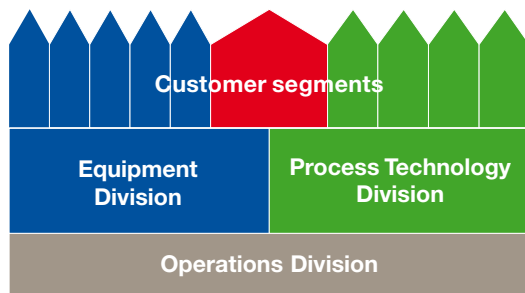 Customer segments
Equipment
Division
Process Technology
Division
Operations Division